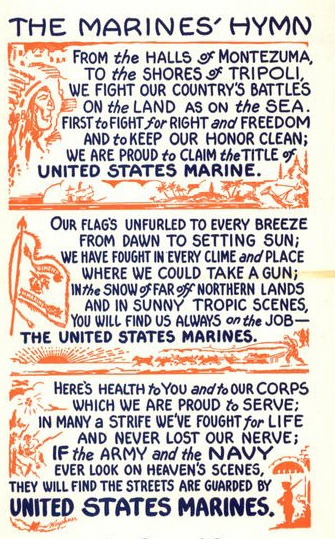 THE MARINES' HYMN
FROM the HALLS of MONTEZUMA,
TO the SHORES of TRIPOLI,
WE FIGHT OUR COUNTRY'S BATTLES
ON the LAND AS ON the SEA.
FIRST to FIGHT for RIGHT and FREEDOM
AND to KEEP OUR HONOR CLEAN;
WE ARE PROUD to CLAIM the TITLE of
UNITED STATES MARINE.
OUR FLAG'S UNFURLED TO EVERY BREEZE
FROM DAWN TO SETTING SUN;
WE HAVE FOUGHT IN EVERY CLIME and PLACE
WHERE WE COULD TAKE A GUN;
IN the SNOW of FAR off NORTHERN LANDS
AND IN SUNNY TROPIC SCENES,
YOU WILL FIND US ALWAYS on the JOB—
THE UNITED STATES MARINES.
HERE'S HEALTH to YOU and to OUR CORPS
WHICH WE ARE PROUD to SERVE;
IN MANY a STRIFE WE'VE FOUGHT for LIFE
AND NEVER LOST OUR NERVE;
IF the ARMY and the NAVY
EVER LOOK ON HEAVEN'S SCENES,
THEY WILL FIND THE STREETS ARE GUARDED BY
UNITED STATES MARINES.